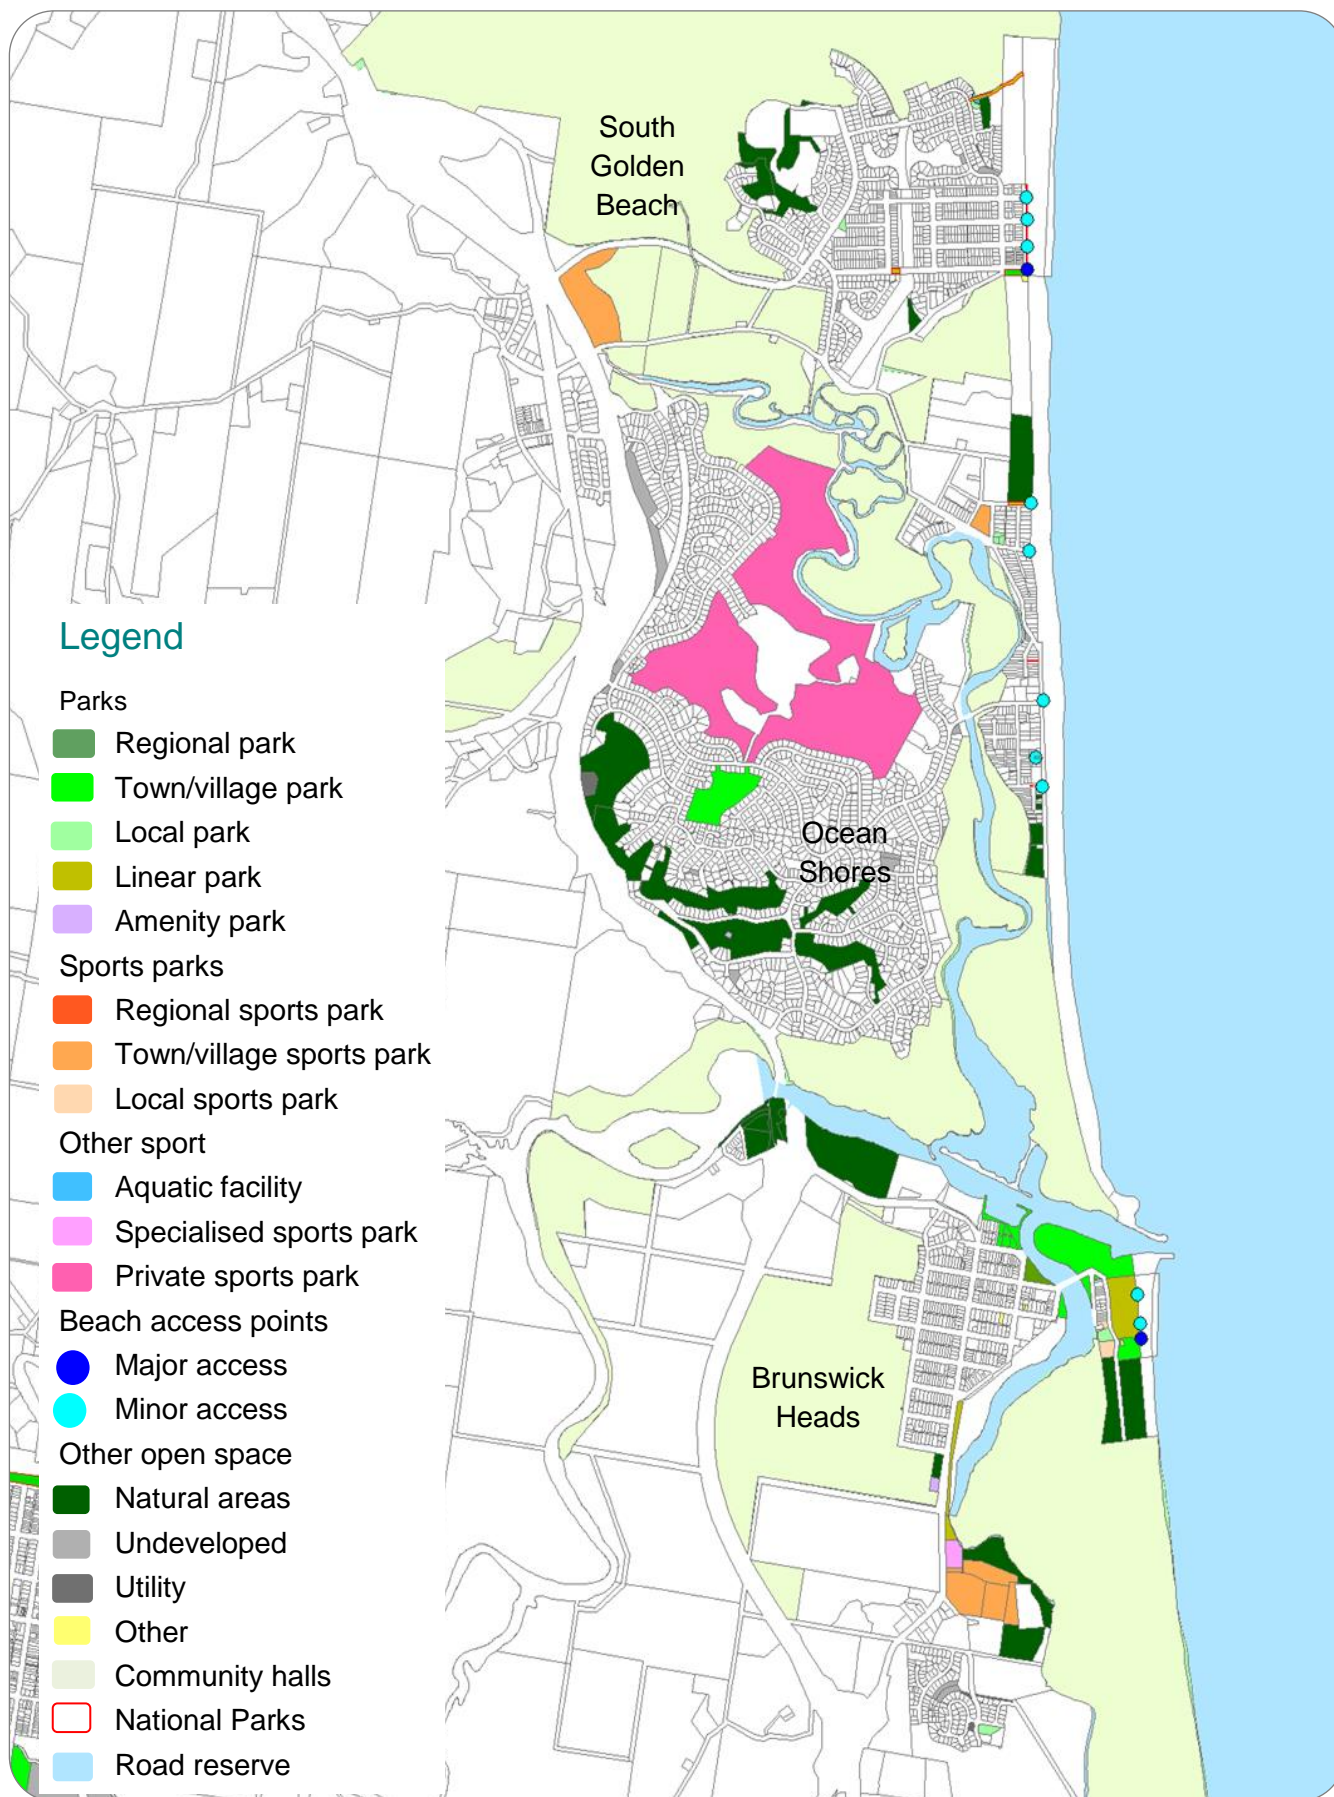 South
Golden
Beach
Ocean
Shores
Brunswick
Heads
Legend
Parks
Regional park
Town/village park
Local park
Linear park
Amenity park
Sports parks
Regional sports park
Town/village sports park
Local sports park
Other sport
Aquatic facility
Specialised sports park
Private sports park
Beach access points
Major access
Minor access
Other open space
Natural areas
Undeveloped
Utility
Other
Community halls
National Parks
Road reserve